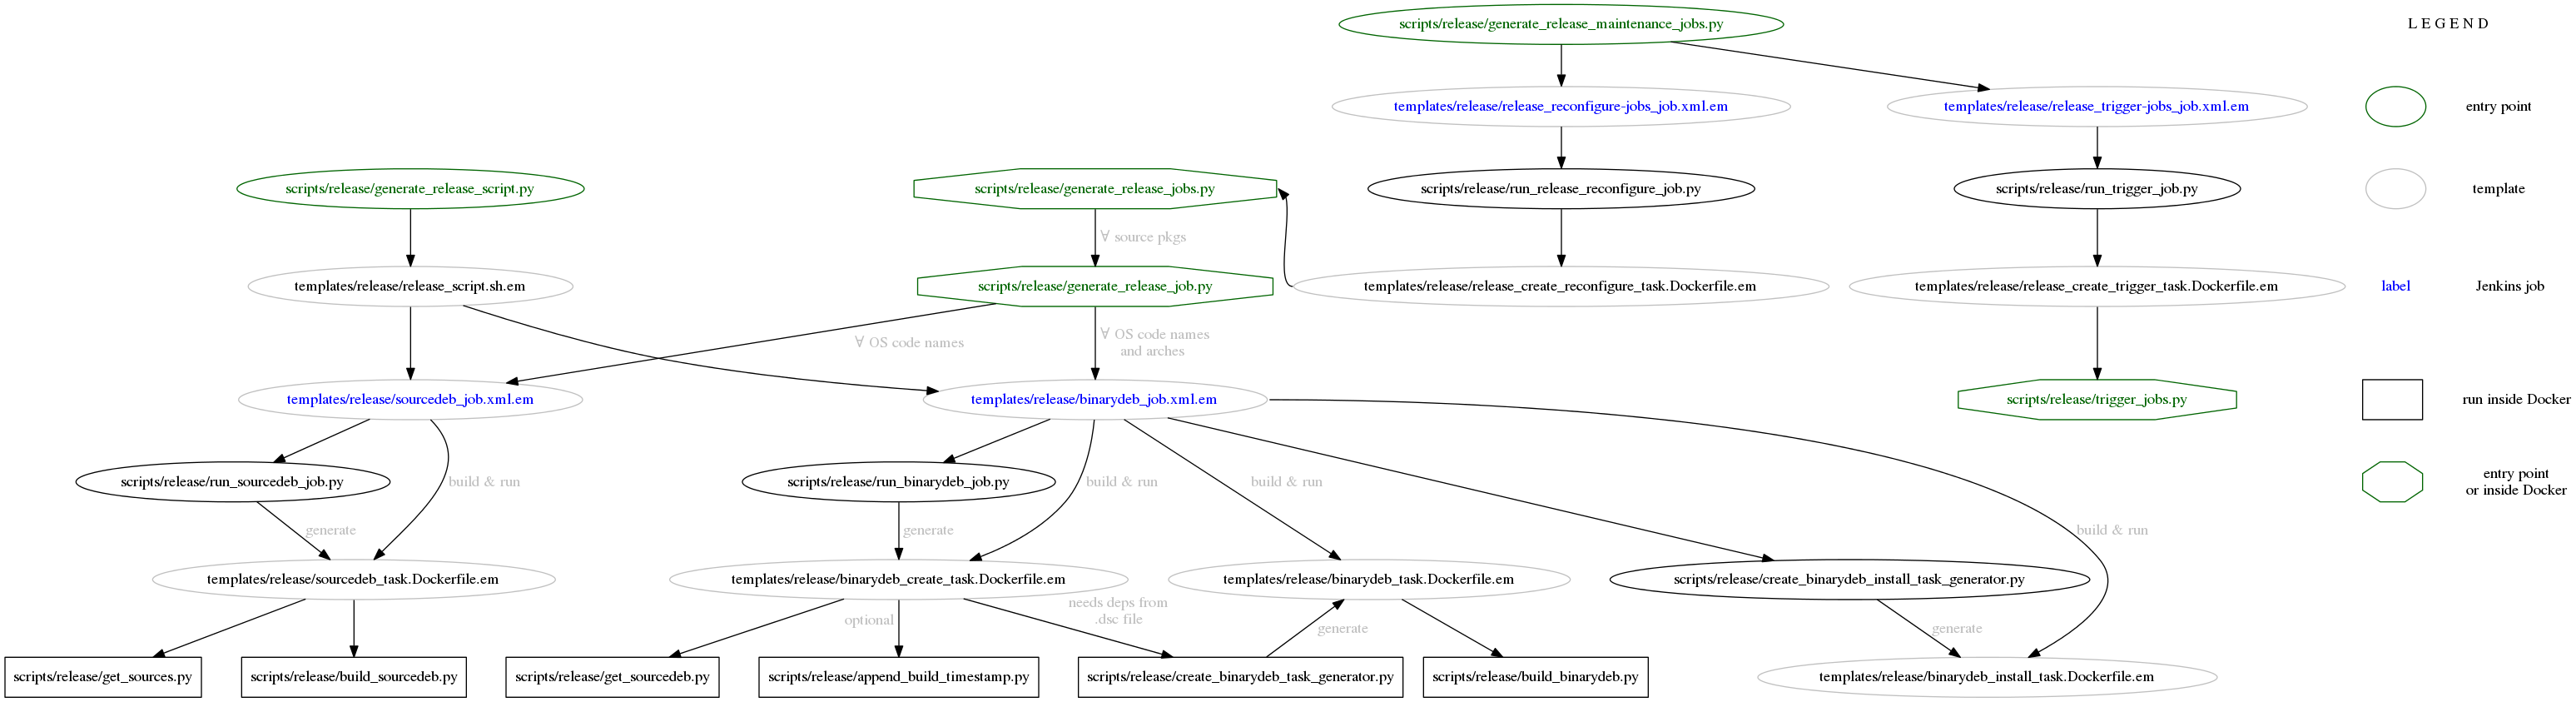 scripts/release/generate_release_maintenance_jobs.py
L E G E N D
templates/release/release_reconfigure-jobs_job.xml.em
templates/release/release_trigger-jobs_job.xml.em
entry point
scripts/release/generate_release_script.py
scripts/release/generate_release_jobs.py
scripts/release/run_release_reconfigure_job.py
scripts/release/run_trigger_job.py
template
∀ source pkgs
templates/release/release_script.sh.em
scripts/release/generate_release_job.py
templates/release/release_create_reconfigure_task.Dockerfile.em
templates/release/release_create_trigger_task.Dockerfile.em
label
Jenkins job
∀ OS code names
∀ OS code names
and arches
templates/release/sourcedeb_job.xml.em
templates/release/binarydeb_job.xml.em
scripts/release/trigger_jobs.py
run inside Docker
scripts/release/run_sourcedeb_job.py
build & run
scripts/release/run_binarydeb_job.py
build & run
build & run
entry point
or inside Docker
generate
generate
build & run
templates/release/sourcedeb_task.Dockerfile.em
templates/release/binarydeb_create_task.Dockerfile.em
templates/release/binarydeb_task.Dockerfile.em
scripts/release/create_binarydeb_install_task_generator.py
optional
needs deps from
.dsc file
generate
generate
scripts/release/get_sources.py
scripts/release/build_sourcedeb.py
scripts/release/get_sourcedeb.py
scripts/release/append_build_timestamp.py
scripts/release/create_binarydeb_task_generator.py
scripts/release/build_binarydeb.py
templates/release/binarydeb_install_task.Dockerfile.em